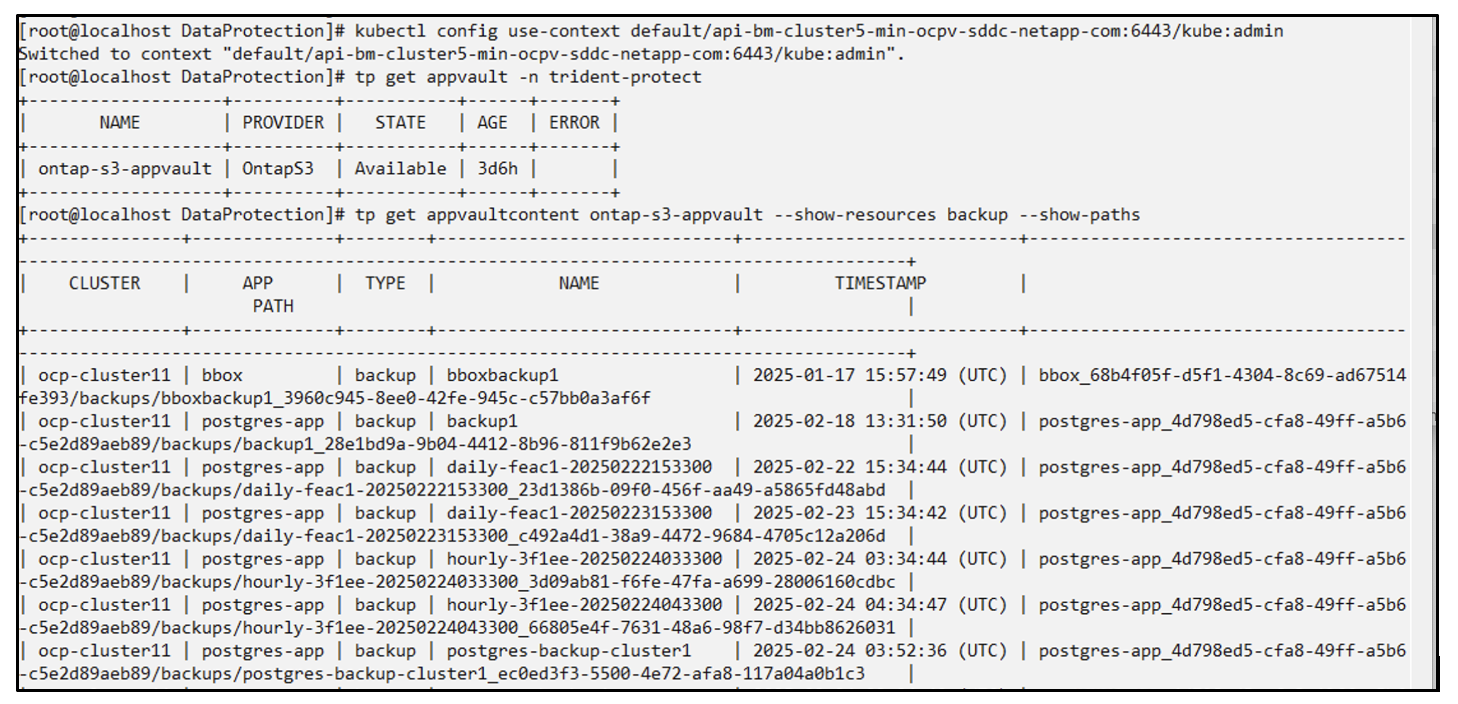 [root@localhost DataProtection]# kubectl config use-context default/api-bm-cluster5-min-ocpv-sddc-netapp-com:6443/kube:admin
Switched to context "default/api-bm-cluster5-min-ocpv-sddc-netapp-com:6443/kube:admin".
[root@localhost DataProtection]# tp get appvault -n trident-protect
+-------------------+----------+-----------+------+-------+
|       NAME        | PROVIDER |   STATE   | AGE  | ERROR |
+-------------------+----------+-----------+------+-------+
| ontap-s3-appvault | OntapS3  | Available | 3d6h |       |
+-------------------+----------+-----------+------+-------+
[root@localhost DataProtection]# tp get appvaultcontent ontap-s3-appvault --show-resources backup --show-paths
+---------------+--------------+--------+-----------------------------+---------------------------+-------------------------------------
---------------------------------------------------------------------------------------+
|    CLUSTER    |     APP      |  TYPE  |            NAME             |         TIMESTAMP         |
                       PATH                                                            |
+---------------+--------------+--------+-----------------------------+---------------------------+-------------------------------------
---------------------------------------------------------------------------------------+
| ocp-cluster11 | bbox         | backup | bboxbackup1                 | 2025-01-17 15:57:49 (UTC) | bbox_68b4f05f-d5f1-4304-8c69-ad67514
fe393/backups/bboxbackup1_3960c945-8ee0-42fe-945c-c57bb0a3af6f                         |
| ocp-cluster11 | postgres-app | backup | backup1                     | 2025-02-18 13:31:50 (UTC) | postgres-app_4d798ed5-cfa8-49ff-a5b6
-c5e2d89aeb89/backups/backup1_28e1bd9a-9b04-4412-8b96-811f9b62e2e3                     |
| ocp-cluster11 | postgres-app | backup | daily-feac1-20250222153300  | 2025-02-22 15:34:44 (UTC) | postgres-app_4d798ed5-cfa8-49ff-a5b6
-c5e2d89aeb89/backups/daily-feac1-20250222153300_23d1386b-09f0-456f-aa49-a5865fd48abd  |
| ocp-cluster11 | postgres-app | backup | daily-feac1-20250223153300  | 2025-02-23 15:34:42 (UTC) | postgres-app_4d798ed5-cfa8-49ff-a5b6
-c5e2d89aeb89/backups/daily-feac1-20250223153300_c492a4d1-38a9-4472-9684-4705c12a206d  |
| ocp-cluster11 | postgres-app | backup | hourly-3f1ee-20250224033300 | 2025-02-24 03:34:44 (UTC) | postgres-app_4d798ed5-cfa8-49ff-a5b6
-c5e2d89aeb89/backups/hourly-3f1ee-20250224033300_3d09ab81-f6fe-47fa-a699-28006160cdbc |
| ocp-cluster11 | postgres-app | backup | hourly-3f1ee-20250224043300 | 2025-02-24 04:34:47 (UTC) | postgres-app_4d798ed5-cfa8-49ff-a5b6
-c5e2d89aeb89/backups/hourly-3f1ee-20250224043300_66805e4f-7631-48a6-98f7-d34bb8626031 |
| ocp-cluster11 | postgres-app | backup | postgres-backup-cluster1    | 2025-02-24 03:52:36 (UTC) | postgres-app_4d798ed5-cfa8-49ff-a5b6
-c5e2d89aeb89/backups/postgres-backup-cluster1_ec0ed3f3-5500-4e72-afa8-117a04a0b1c3    |